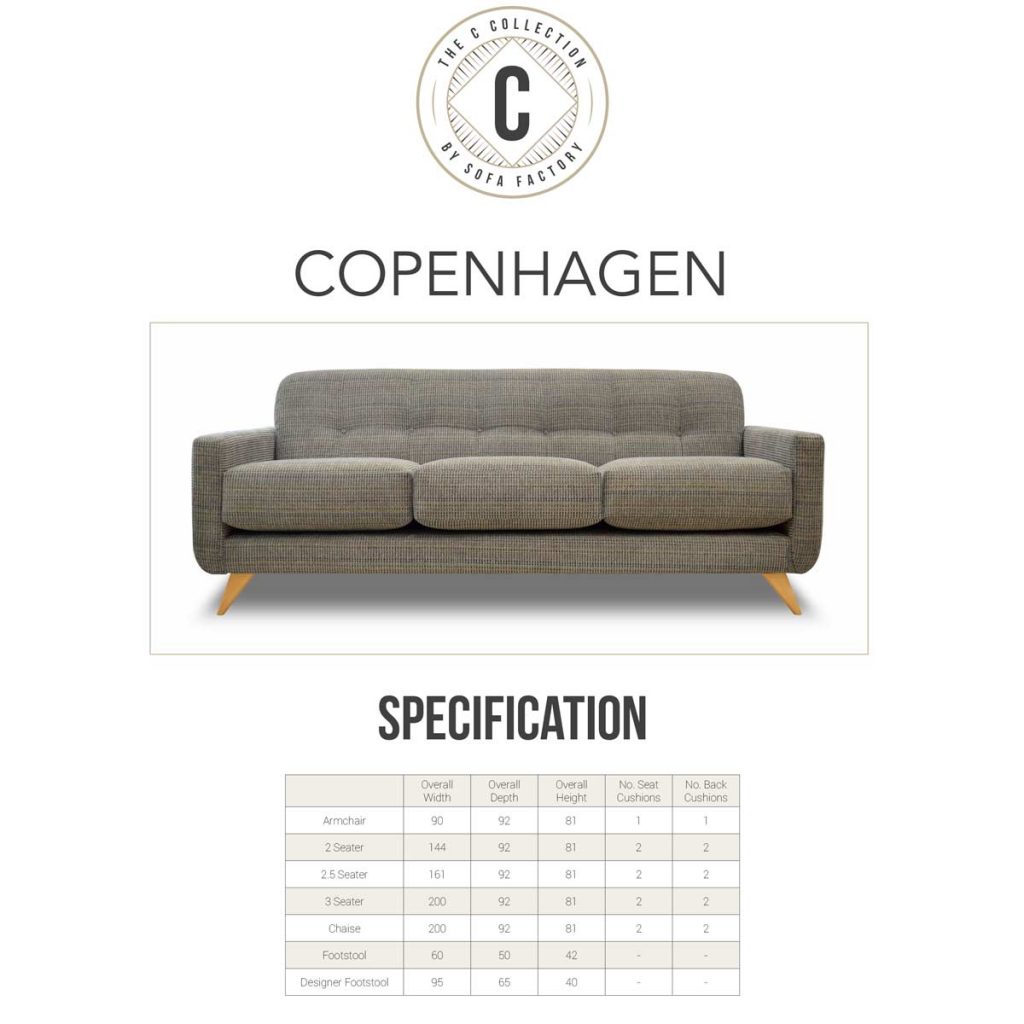 THE C COLLECTION
C
BY SOFA FACTORY
COPENHAGEN
SPECIFICATION
Overall Width Overall Depth Overall Height No. Seat Cushions No. Back Cushions
Armchair 90 92 81 1 1
2 Seater 144 92 81 2 2
2.5 Seater 161 92 81 2 2
3 Seater 200 92 81 2 2
Chaise 200 92 81 2 2
Footstool 60 50 42 - -
Designer Footstool 95 65 40 - -